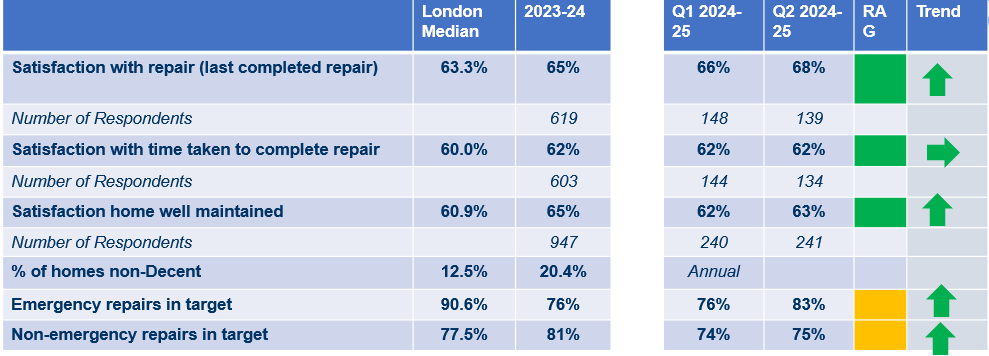 London Median 2023-24 Q1 2024-25 Q2 2024-25 RAG Trend
Satisfaction with repair (last completed repair) 63.3% 65% 66% 68%
Number of Respondents 619 148 139
Satisfaction with time taken to complete repair 60.0% 62% 62% 62%
Number of Respondents 603 144 134
Satisfaction home well maintained 60.9% 65% 62% 63%
Number of Respondents 947 240 241
% of homes non-Decent 12.5% 20.4% Annual
Emergency repairs in target 90.6% 76% 76% 83%
Non-emergency repairs in target 77.5% 81% 74% 75%